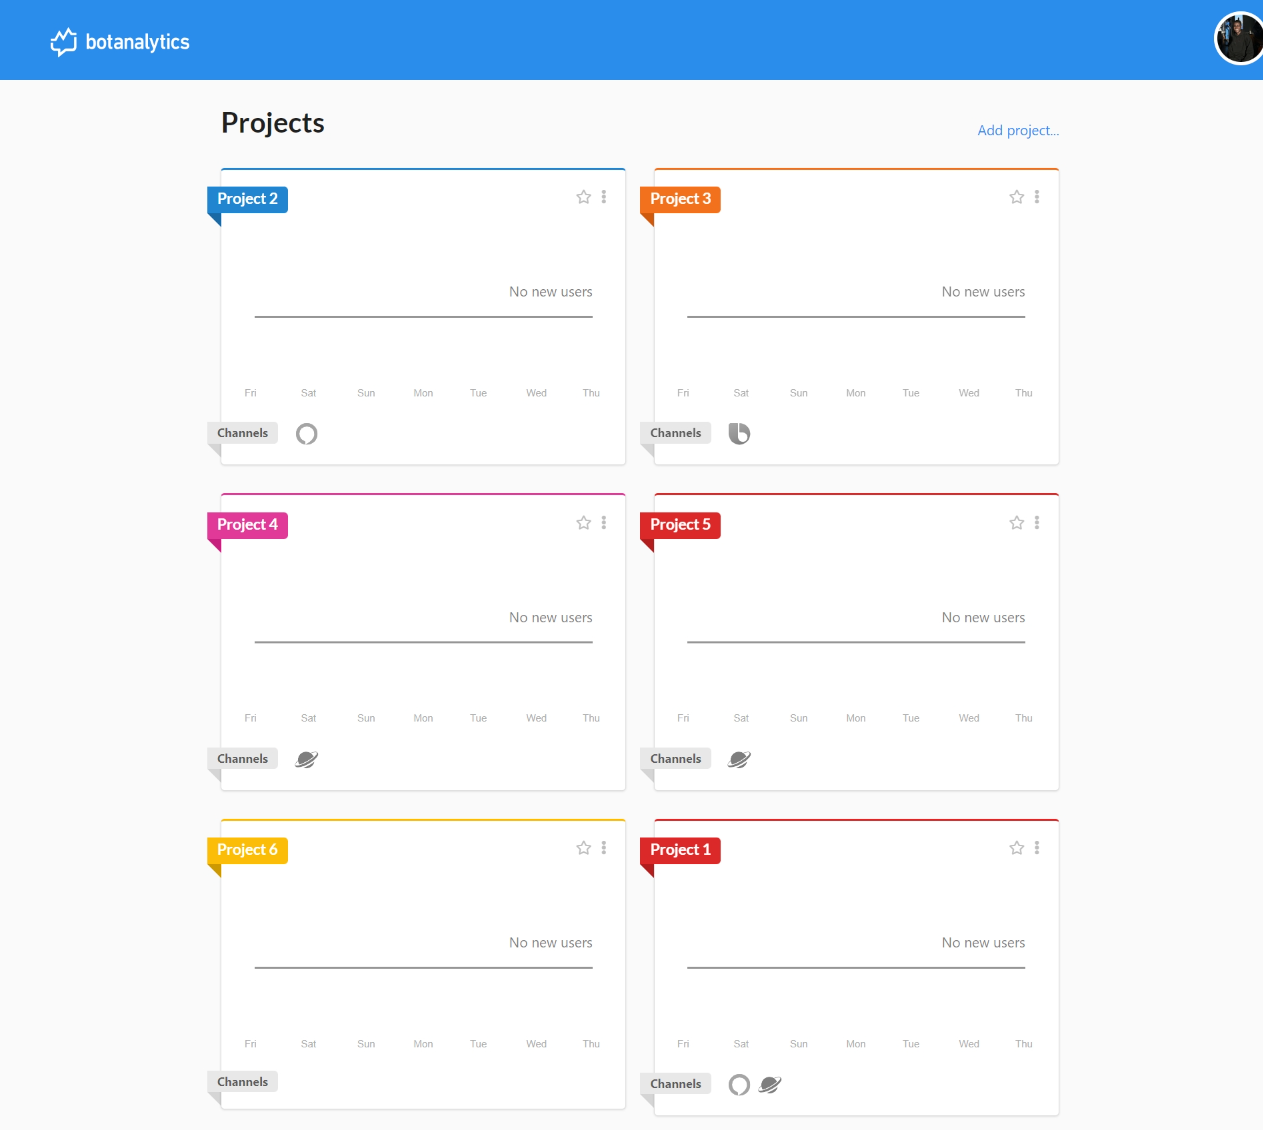 botanalytics
Projects
Add project...
Project 2
No new users
Fri Sat Sun Mon Tue Wed Thu
Channels
Project 3
No new users
Fri Sat Sun Mon Tue Wed Thu
Channels
Project 4
No new users
Fri Sat Sun Mon Tue Wed Thu
Channels
Project 5
No new users
Fri Sat Sun Mon Tue Wed Thu
Channels
Project 6
No new users
Fri Sat Sun Mon Tue Wed Thu
Channels
Project 1
No new users
Fri Sat Sun Mon Tue Wed Thu
Channels